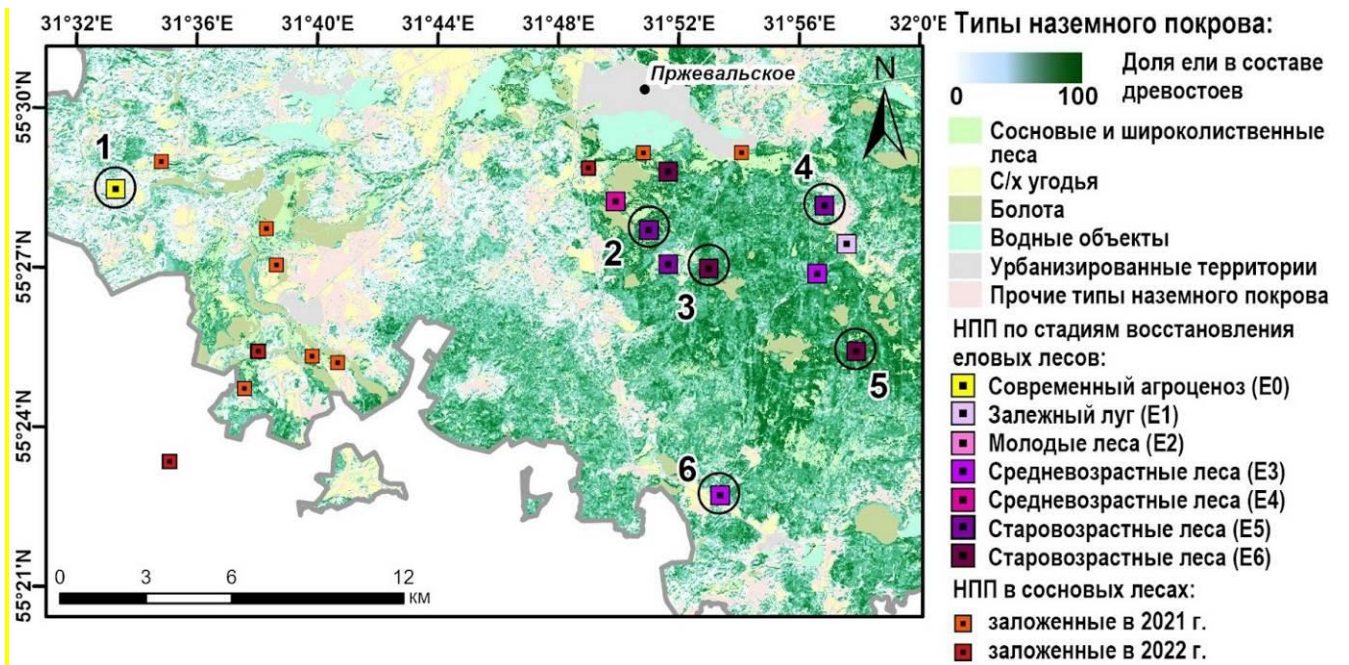 31°32'E 31°36'E 31°40'E 31°48'E 31°52'E 31°56'E 32°0'E
55°30'N
55°27'N
55°24'N
55°21'N
Пржевальское
N
1
4
2
3
5
6
0 3 6 12
КМ
Типы наземного покрова:
Доля ели в составе
древостоев
0 100
Сосновые и широколиственные
леса
С/х угодья
Болота
Водные объекты
Урбанизированные территории
Прочие типы наземного покрова
НПП по стадиям восстановления
еловых лесов:
Современный агроценоз (Е0)
Залежный луг (Е1)
Молодые леса (Е2)
Средневозрастные леса (Е3)
Средневозрастные леса (Е4)
Старовозрастные леса (Е5)
Старовозрастные леса (Е6)
НПП в сосновых лесах:
заложенные в 2021 г.
заложенные в 2022 г.